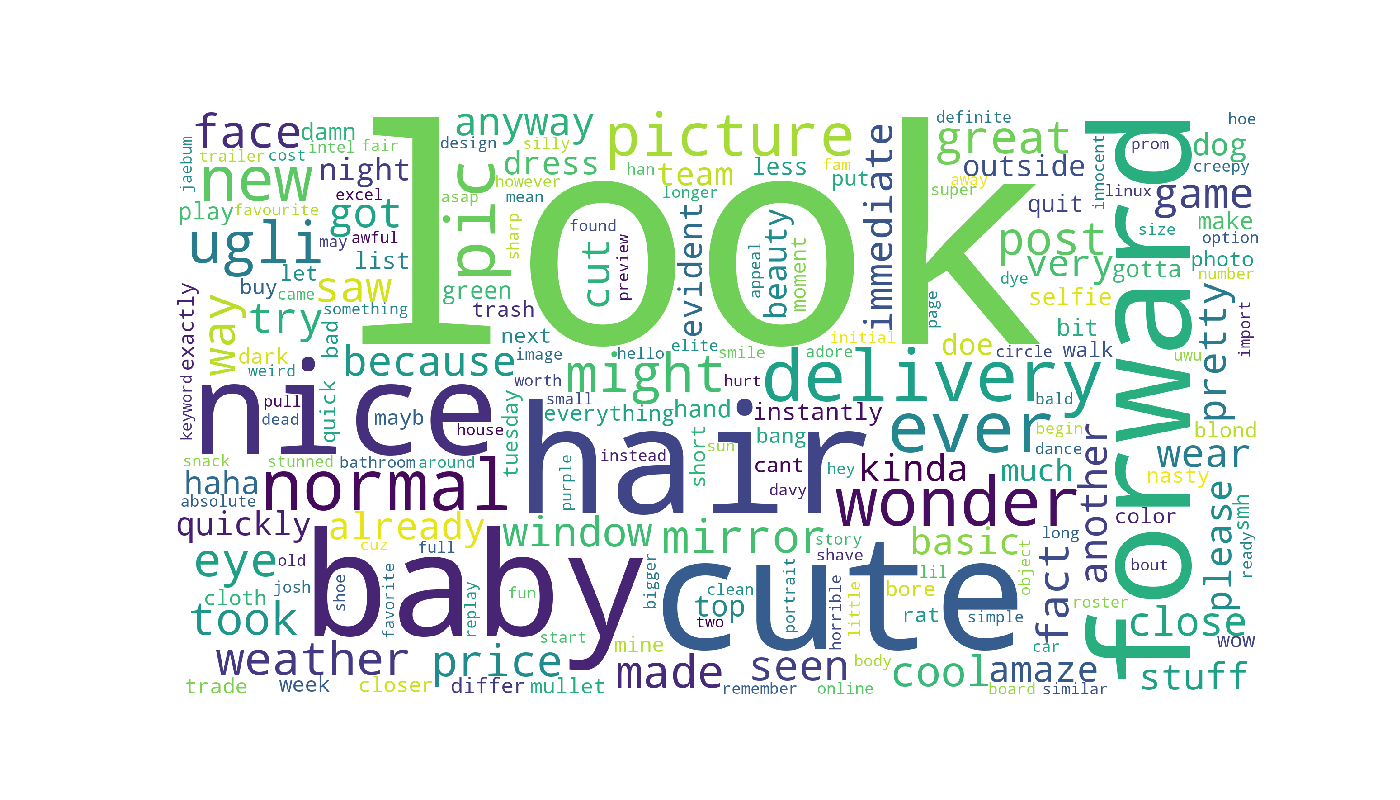 look
forward
nice
hair
baby
cute
delivery
picture
pic
new
ugli
normal
wonder
ever
might
great
post
face
damn
intel
fair
trailer
cost
jaebum
night
excel
play
favourite
got
may
awful
let
list
buy
came
something
saw
try
way
exactly
dark
weird
bad
because
anyway
design
silly
dress
however
asap
mean
sharp
green
trash
next
han
team
longer
less
fam
put
found
cut
preview
evident
appeal
beauty
moment
immediate
initial
definite
outside
away
super
page
dye
quit
innocent
linux
prom
dog
hoe
creepy
game
make
size
option
photo
number
very
gotta
selfie
bit
walk
circle
doe
pretty
import
uwu
image
hello
elite
smile
adore
worth
hurt
small
everything
hand
instantly
bald
begin
dance
blond
wear
nasty
much
kinda
hey
bang
cant
davy
sun
short
instead
purple
tuesday
house
mayb
quick
pull
dead
keyword
snack
stunned
bathroom
around
haha
absolute
quickly
already
cuz
full
window
mirror
story
shave
basic
long
fact
another
color
bout
please
smh
ready
eye
old
cloth
josh
took
shoe
favorite
replay
fun
start
bigger
clean
top
two
portrait
horrible
little
lil
bore
rat
simple
object
roster
close
wow
car
weather
price
mine
made
seen
body
cool
amaze
stuff
trade
week
closer
differ
mullet
remember
online
board
similar